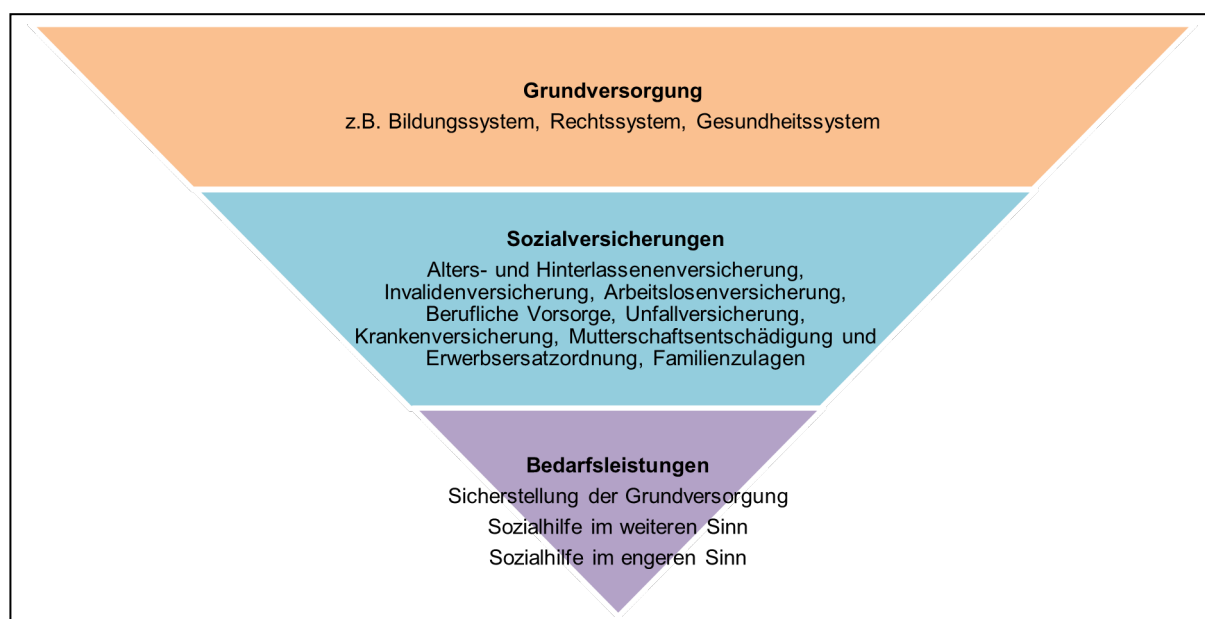 Grundversorgung
z.B. Bildungssystem, Rechtssystem, Gesundheitssystem
Sozialversicherungen
Alters- und Hinterlassenenversicherung,
Invalidenversicherung, Arbeitslosenversicherung,
Berufliche Vorsorge, Unfallversicherung,
Krankenversicherung, Mutterschaftsentschädigung und
Erwerbsersatzordnung, Familienzulagen
Bedarfsleistungen
Sicherstellung der Grundversorgung
Sozialhilfe im weiteren Sinn
Sozialhilfe im engeren Sinn